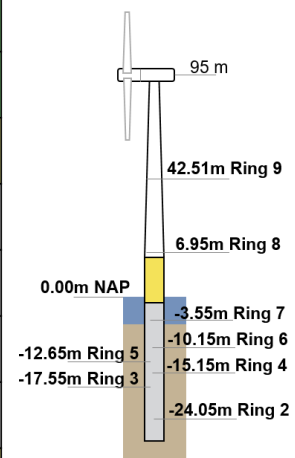 95 m
42.51m Ring 9
6.95m Ring 8
0.00m NAP
-3.55m Ring 7
-10.15m Ring 6
-12.65m Ring 5
-15.15m Ring 4
-17.55m Ring 3
-24.05m Ring 2